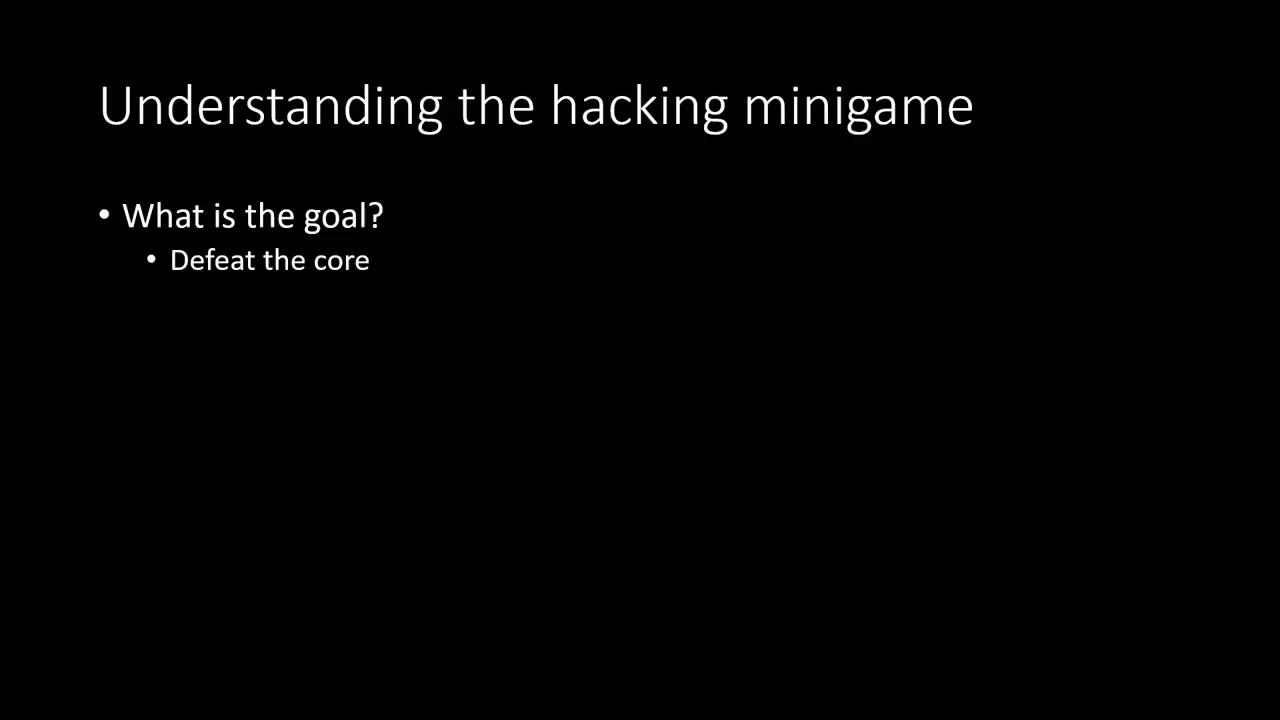 Understanding the hacking minigame
• What is the goal?
• Defeat the core